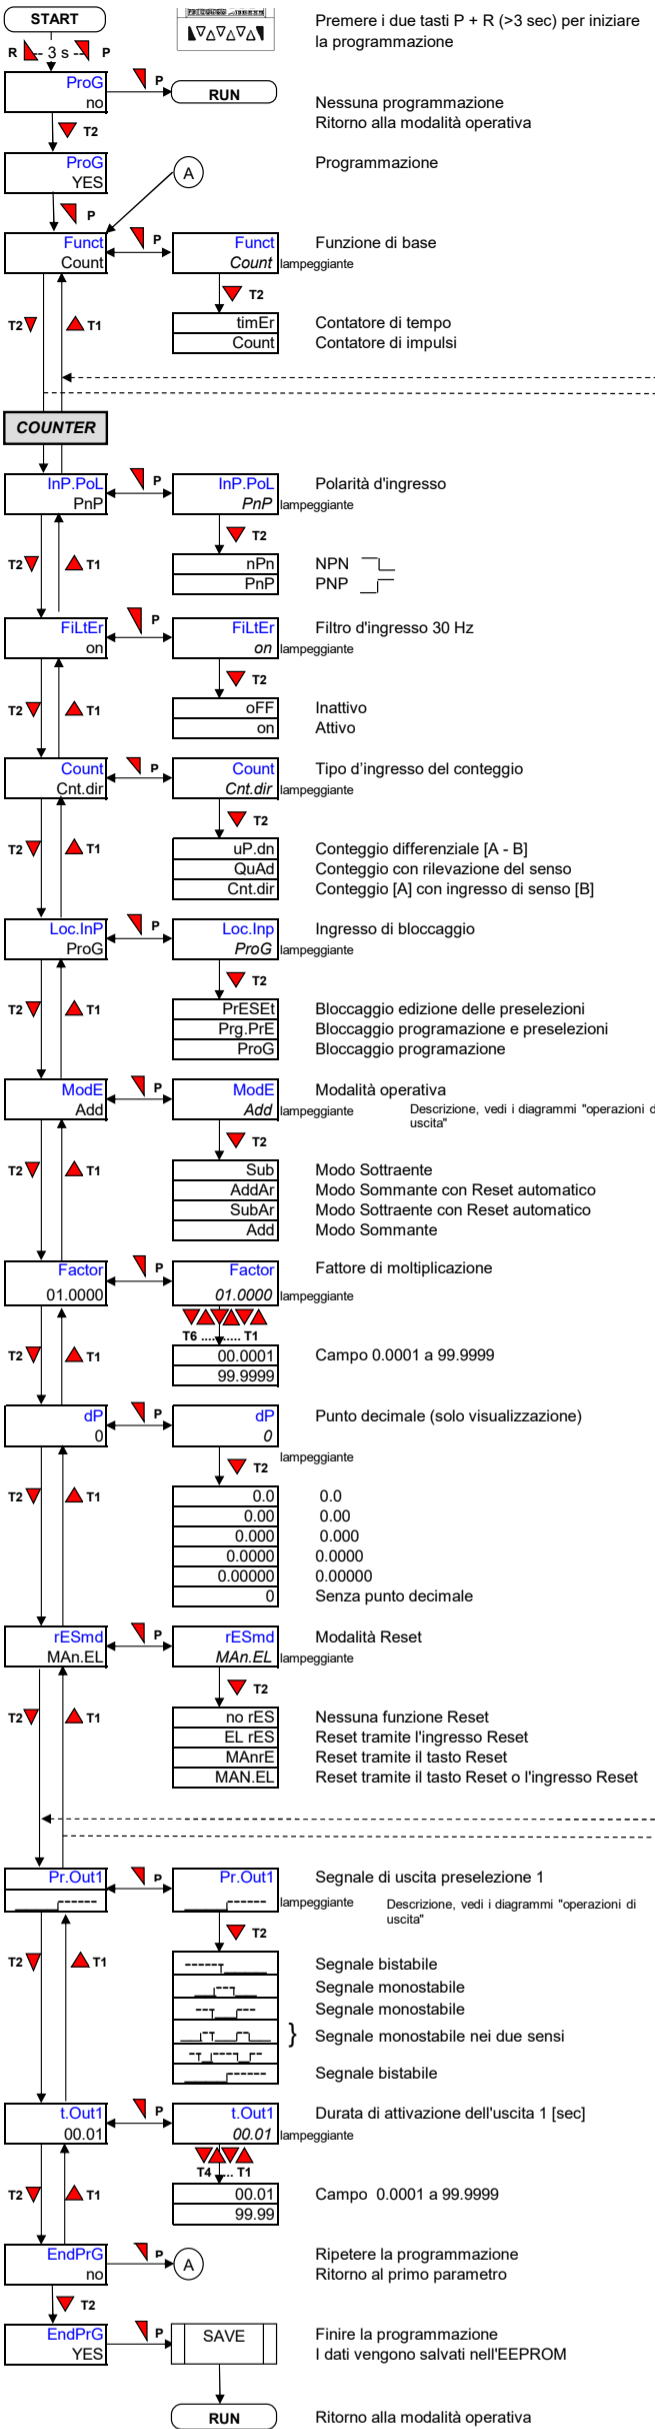 START
Premere i due tasti P + R (>3 sec) per iniziare
la programmazione
R 3 s P
ProG
no
P
RUN
Nessuna programmazione
Ritorno alla modalità operativa
T2
ProG
YES
A
Programmazione
P
Funct
Count
P
Funct
Count
lampeggiante
Funzione di base
T2
T2 T1
timEr
Contatore di tempo
Count
Contatore di impulsi
COUNTER
InP.PoL
PnP
P
InP.PoL
PnP
lampeggiante
Polarità d'ingresso
T2
T2 T1
nPn
NPN
PnP
PNP
FiLtEr
on
P
FiLtEr
on
lampeggiante
Filtro d'ingresso 30 Hz
T2
T2 T1
oFF
Inattivo
on
Attivo
Count
Cnt.dir
P
Count
Cnt.dir
lampeggiante
Tipo d'ingresso del conteggio
T2
T2 T1
uP.dn
Conteggio differenziale [A - B]
QuAd
Conteggio con rilevazione del senso
Cnt.dir
Conteggio [A] con ingresso di senso [B]
Loc.InP
ProG
P
Loc.Inp
ProG
lampeggiante
Ingresso di bloccaggio
T2
T2 T1
PrESEt
Bloccaggio edizione delle preselezioni
Prg.PrE
Bloccaggio programazione e preselezioni
ProG
Bloccaggio programazione
ModE
Add
P
ModE
Add
lampeggiante
Modalità operativa
Descrizione, vedi i diagrammi "operazioni d
uscita"
T2
T2 T1
Sub
Modo Sottraente
AddAr
Modo Sommante con Reset automatico
SubAr
Modo Sottraente con Reset automatico
Add
Modo Sommante
Factor
01.0000
P
Factor
01.0000
lampeggiante
Fattore di moltiplicazione
T6 .......... T1
T2 T1
00.0001
99.9999
Campo 0.0001 a 99.9999
dP
0
P
dP
0
lampeggiante
Punto decimale (solo visualizzazione)
T2
T2 T1
0.0 0.0
0.00 0.00
0.000 0.000
0.0000 0.0000
0.00000 0.00000
0 Senza punto decimale
rESmd
MAn.EL
P
rESmd
MAn.EL
lampeggiante
Modalità Reset
T2
T2 T1
no rES
Nessuna funzione Reset
EL rES
Reset tramite l'ingresso Reset
MAnrE
Reset tramite il tasto Reset
MAN.EL
Reset tramite il tasto Reset o l'ingresso Reset
Pr.Out1
P
Pr.Out1
lampeggiante
Segnale di uscita preselezione 1
Descrizione, vedi i diagrammi "operazioni di
uscita"
T2
T2 T1
Segnale bistabile
Segnale monostabile
Segnale monostabile
} Segnale monostabile nei due sensi
Segnale bistabile
t.Out1
00.01
P
t.Out1
00.01
lampeggiante
Durata di attivazione dell'uscita 1 [sec]
T4 .... T1
T2 T1
00.01
99.99
Campo 0.0001 a 99.9999
EndPrG
no
P
A
Ripetere la programmazione
Ritorno al primo parametro
T2
EndPrG
YES
P
SAVE
Finire la programmazione
I dati vengono salvati nell'EEPROM
RUN
Ritorno alla modalità operativa